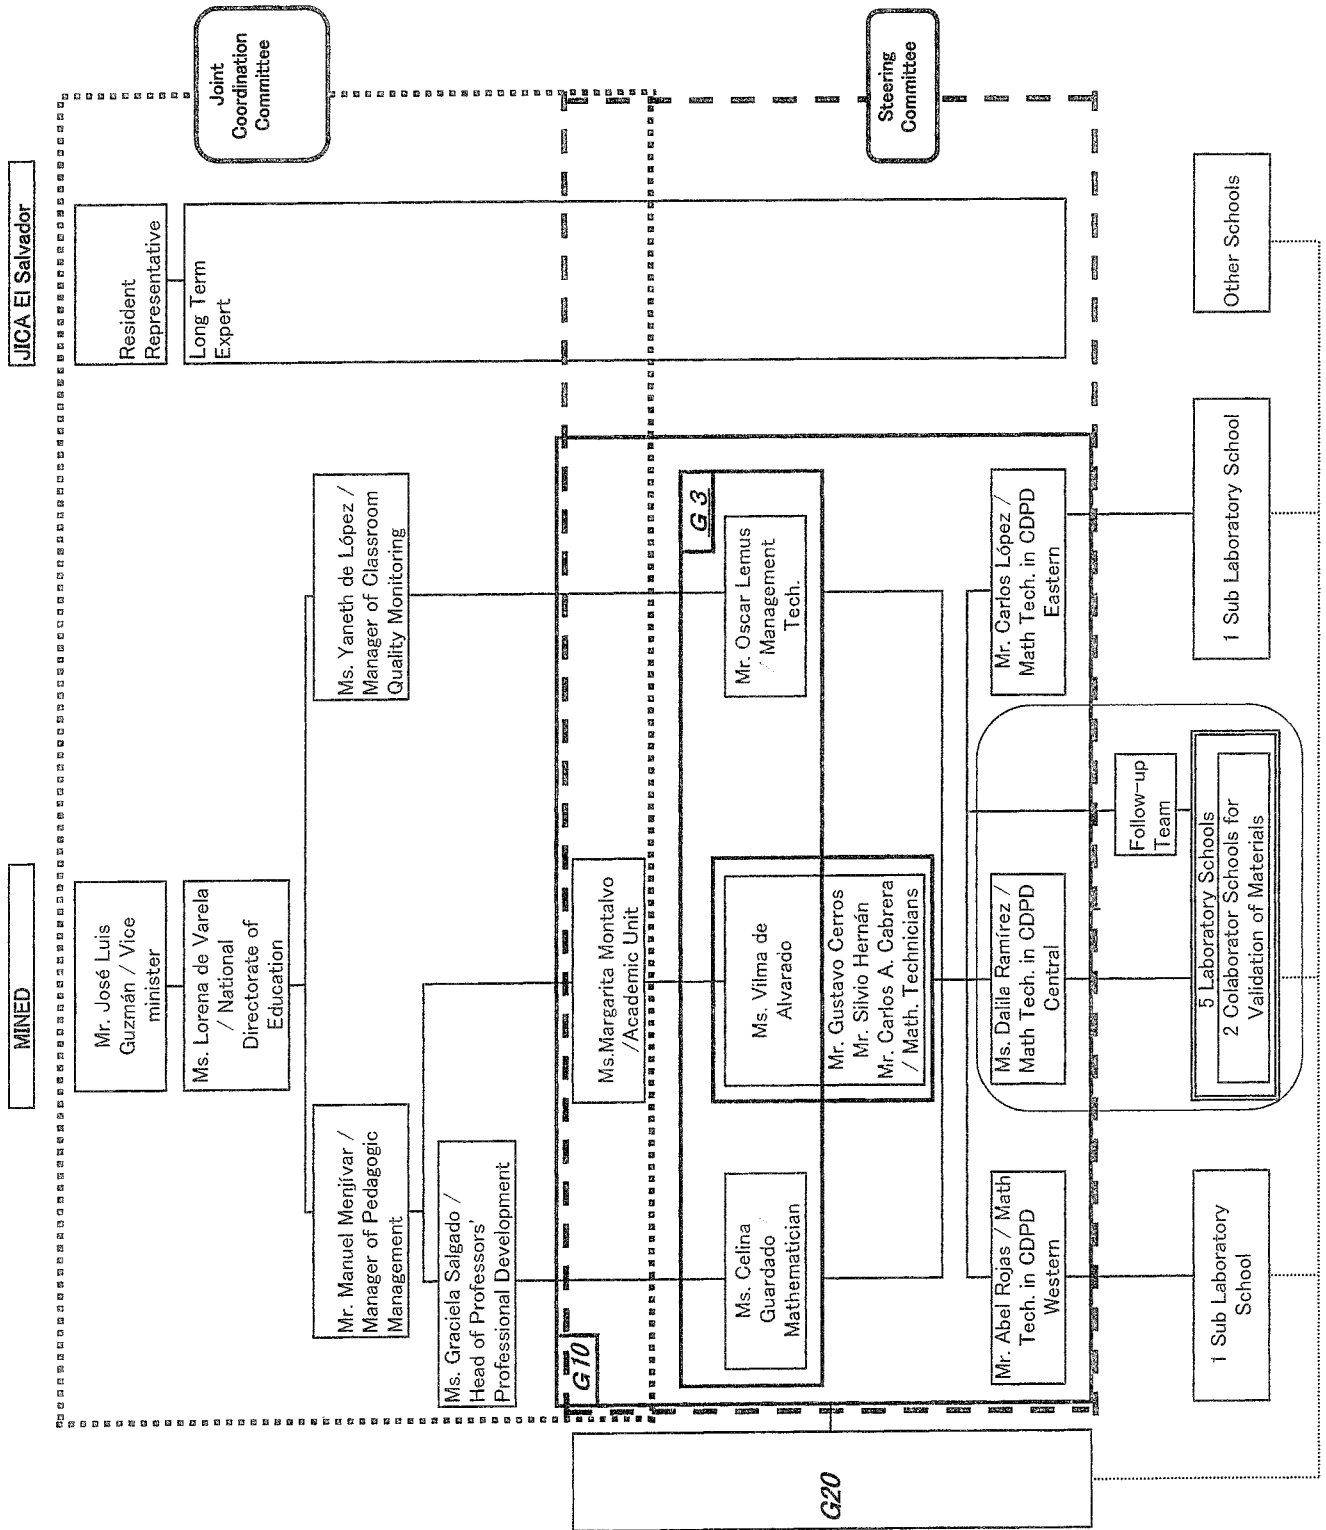 MINED
JICA El Salvador
Mr. José Luis
Guzmán / Vice
minister
Resident
Representative
Joint
Coordination
Committee
Ms. Lorena de Varela
/ National
Directorate of
Education
Long Term
Expert
Mr. Manuel Menjívar /
Manager of Pedagogic
Management
Ms. Yaneth de López /
Manager of Classroom
Quality Monitoring
Ms. Graciela Salgado /
Head of Professors'
Professional Development
G10
Ms.Margarita Montalvo
/Academic Unit
G20
G 3
Ms. Celina
Guardado /
Mathematician
Ms. Vilma de
Alvarado
Mr. Oscar Lemus
/ Management
Tech.
Mr. Gustavo Cerros
Mr. Silvio Hernán
Mr. Carlos A. Cabrera
/ Math. Technicians
Steering
Committee
Mr. Abel Rojas / Math
Tech. in CDPD
Western
Ms. Dalila Ramírez /
Math Tech. in CDPD
Central
Mr. Carlos López /
Math Tech. in CDPD
Eastern
Follow-up
Team
1 Sub Laboratory
School
5 Laboratory Schools
2 Colaborator Schools for
Validation of Materials
1 Sub Laboratory School
Other Schools